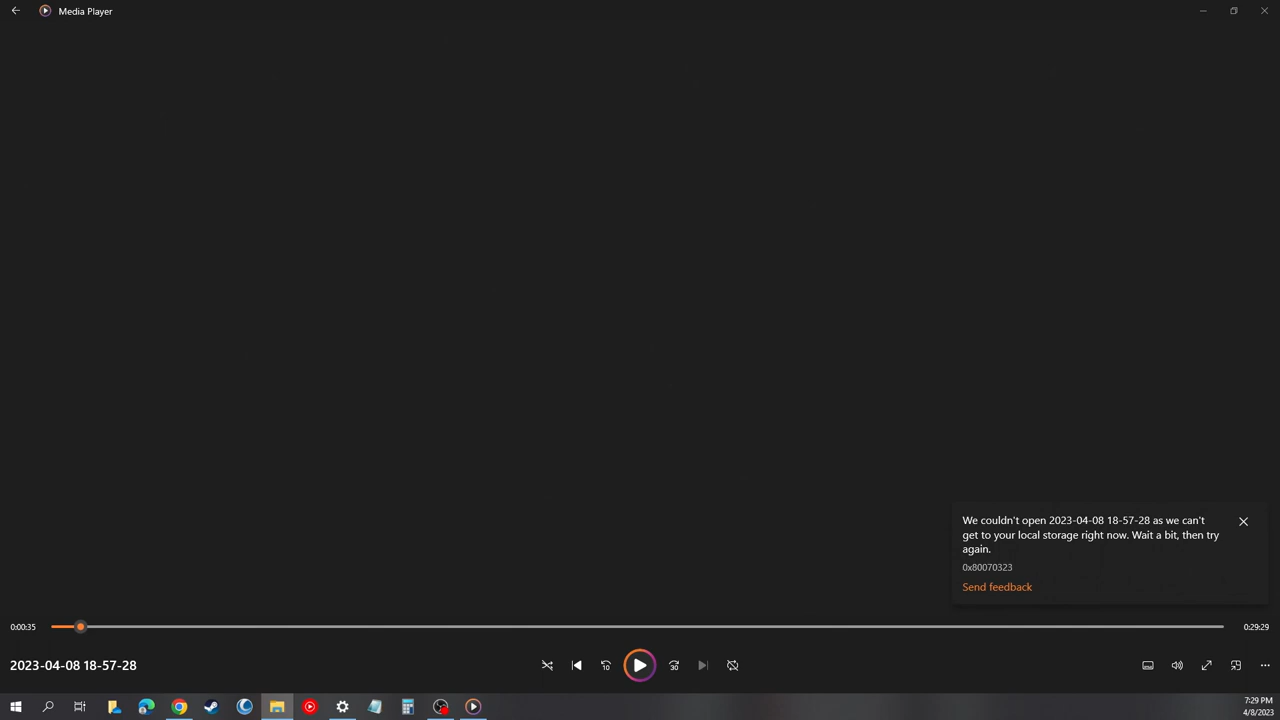 Media Player
We couldn't open 2023-04-08 18-57-28 as we can't
get to your local storage right now. Wait a bit, then try
again.
0x80070323
Send feedback
0:00:35
0:29:29
2023-04-08 18-57-28
10
30
7:29 PM
4/8/2023